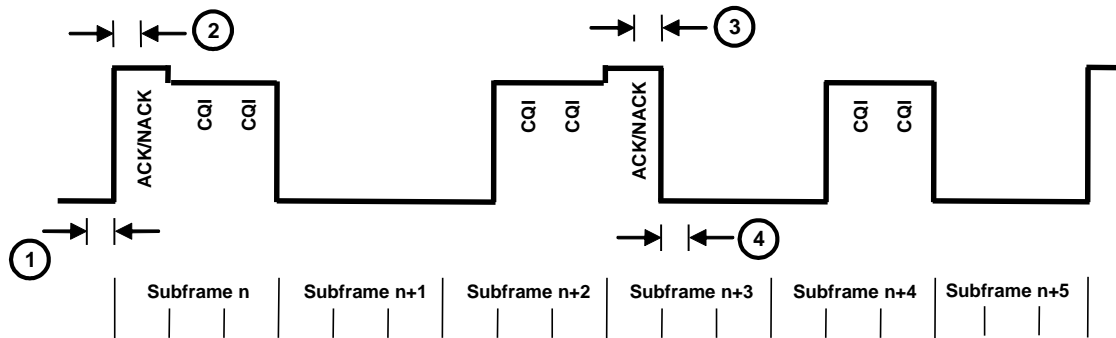 2
3
ACK/NACK
CQI
CQI
CQI
CQI
ACK/NACK
CQI
CQI
1
4
Subframe n
Subframe n+1
Subframe n+2
Subframe n+3
Subframe n+4
Subframe n+5